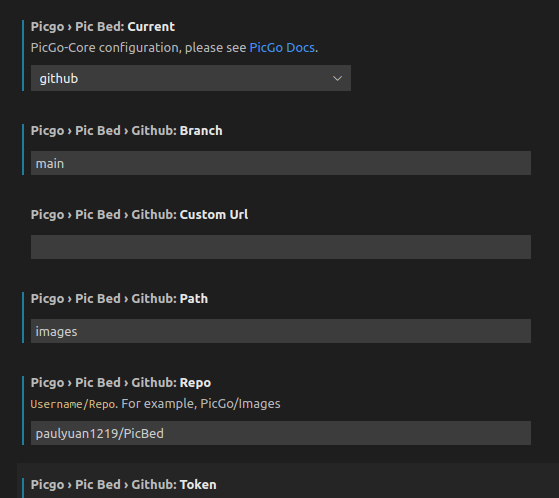 Picgo › Pic Bed: Current
PicGo-Core configuration, please see PicGo Docs.
github
Picgo › Pic Bed › Github: Branch
main
Picgo › Pic Bed › Github: Custom Url
Picgo › Pic Bed › Github: Path
images
Picgo › Pic Bed › Github: Repo
Username/Repo. For example, PicGo/Images
paulyuan1219/PicBed
Picgo › Pic Bed › Github: Token